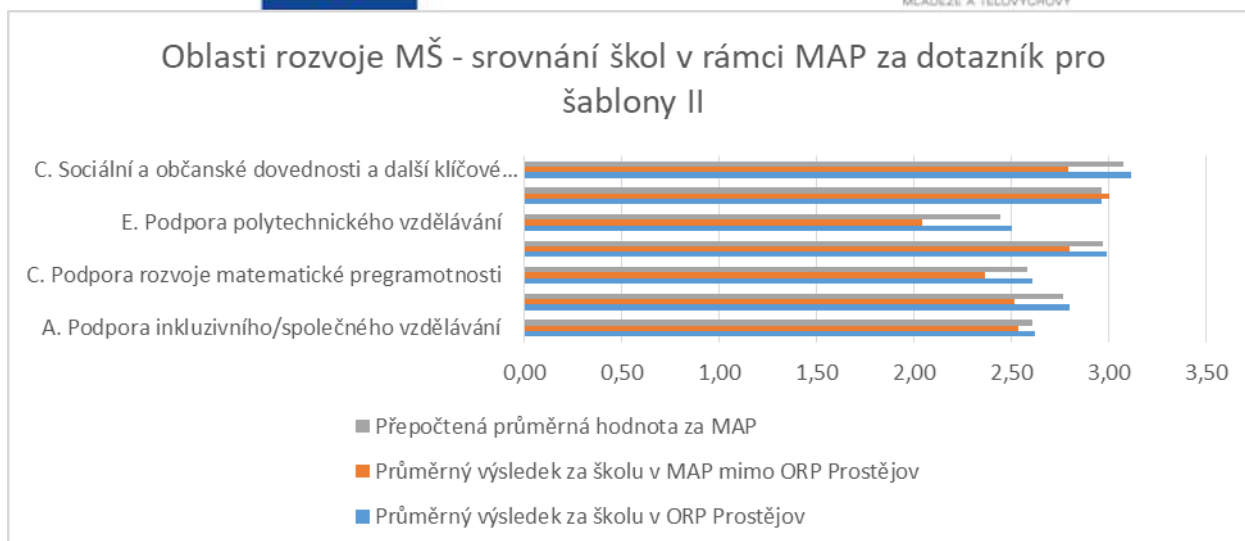 MLÁDEŽE A TĚLOVÝCHOVY
Oblasti rozvoje MŠ - srovnání škol v rámci MAP za dotazník pro
šablony II
C. Sociální a občanské dovednosti a další klíčové...
E. Podpora polytechnického vzdělávání
C. Podpora rozvoje matematické pregramotnosti
A. Podpora inkluzivního/společného vzdělávání
0,00 0,50 1,00 1,50 2,00 2,50 3,00 3,50
Přepočtená průměrná hodnota za MAP
Průměrný výsledek za školu v MAP mimo ORP Prostějov
Průměrný výsledek za školu v ORP Prostějov